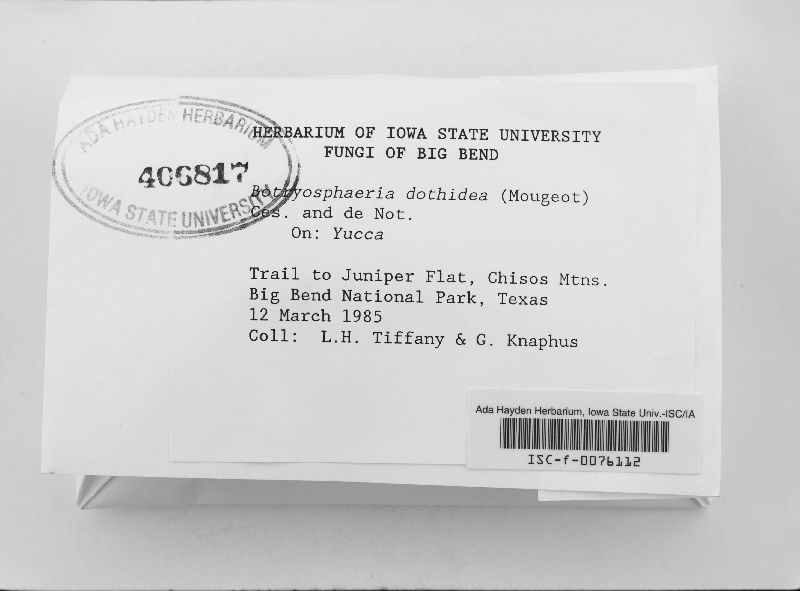 ADA HAYDEN HERBARIUM
406817
IOWA STATE UNIVERSITY
HERBARIUM OF IOWA STATE UNIVERSITY
FUNGI OF BIG BEND
Botryosphaeria dothidea (Mougeot)
Ces. and de Not.
On: Yucca
Trail to Juniper Flat, Chisos Mtns.
Big Bend National Park, Texas
12 March 1985
Coll: L.H. Tiffany & G. Knaphus
Ada Hayden Herbarium, Iowa State Univ.-ISC/IA
ISC-f-0076112